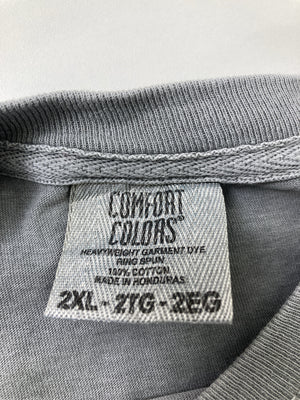 COMFORT
COLORS®
HEAVYWEIGHT GARMENT DYE
RING SPUN
100% COTTON
MADE IN HONDURAS
2XL - 2TG - 2EG